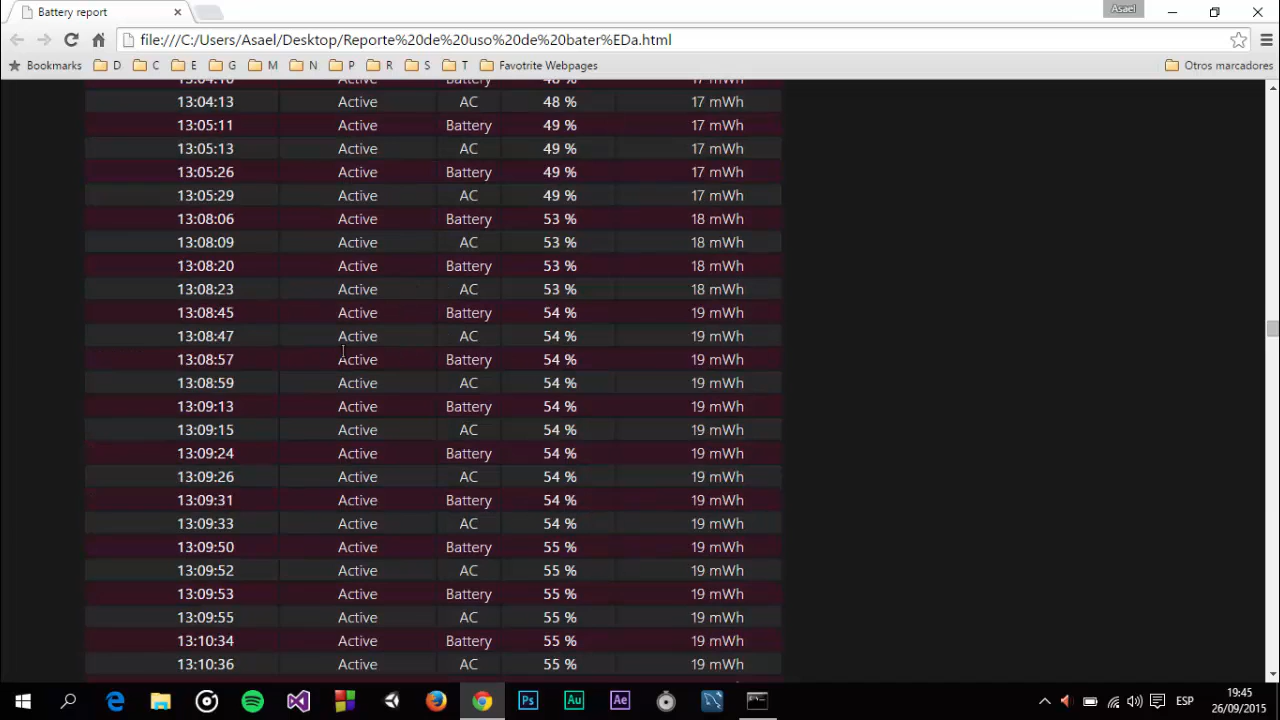 Battery report
Asael
file:///C:/Users/Asael/Desktop/Reporte%20de%20uso%20de%20bater%EDa.html
Bookmarks D C E G M N P R S T Favotrite Webpages Otros marcadores
13:04:10 Active Battery 48 % 17 mWh
13:04:13 Active AC 48 % 17 mWh
13:05:11 Active Battery 49 % 17 mWh
13:05:13 Active AC 49 % 17 mWh
13:05:26 Active Battery 49 % 17 mWh
13:05:29 Active AC 49 % 17 mWh
13:08:06 Active Battery 53 % 18 mWh
13:08:09 Active AC 53 % 18 mWh
13:08:20 Active Battery 53 % 18 mWh
13:08:23 Active AC 53 % 18 mWh
13:08:45 Active Battery 54 % 19 mWh
13:08:47 Active AC 54 % 19 mWh
13:08:57 Active Battery 54 % 19 mWh
13:08:59 Active AC 54 % 19 mWh
13:09:13 Active Battery 54 % 19 mWh
13:09:15 Active AC 54 % 19 mWh
13:09:24 Active Battery 54 % 19 mWh
13:09:26 Active AC 54 % 19 mWh
13:09:31 Active Battery 54 % 19 mWh
13:09:33 Active AC 54 % 19 mWh
13:09:50 Active Battery 55 % 19 mWh
13:09:52 Active AC 55 % 19 mWh
13:09:53 Active Battery 55 % 19 mWh
13:09:55 Active AC 55 % 19 mWh
13:10:34 Active Battery 55 % 19 mWh
13:10:36 Active AC 55 % 19 mWh
Ps Au Ae ESP
19:45
26/09/2015